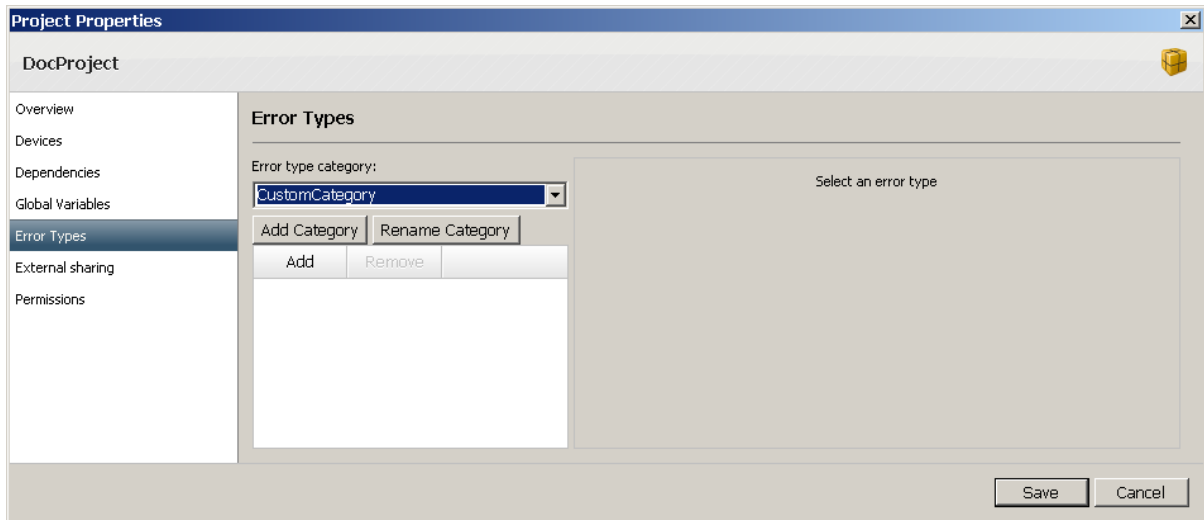 Project Properties
DocProject
Overview
Devices
Dependencies
Global Variables
Error Types
External sharing
Permissions
Error Types
Error type category:
CustomCategory
Add Category Rename Category
Add Remove
Select an error type
Save Cancel